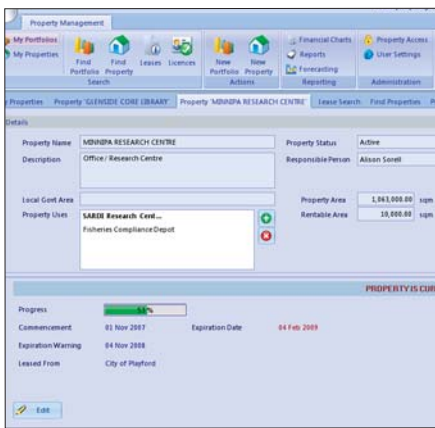 Property Management
My Portfolios
My Properties
Find Portfolio
Find Property
Leases
Licences
Search
New Portfolio
New Property
Actions
Financial Charts
Reports
Forecasting
Reporting
Property Access
User Settings
Administration
y Properties Property 'GLENSIDE CORE LIBRARY' Property 'MINNIPA RESEARCH CENTRE' Lease Search Find Properties
Details
Property Name MINNIPA RESEARCH CENTRE Property Status Active
Description Office / Research Centre Responsible Person Alison Sorell
Local Govt Area Property Area 1,063,000.00 sqm
Property Uses SARDI Research Cent... Rentable Area 10,000.00 sqm
Fisheries Compliance Depot
PROPERTY IS CUR
Progress 55 %
Commencement 01 Nov 2007 Expiration Date 04 Feb 2009
Expiration Warning 04 Nov 2008
Leased From City of Playford
Edit